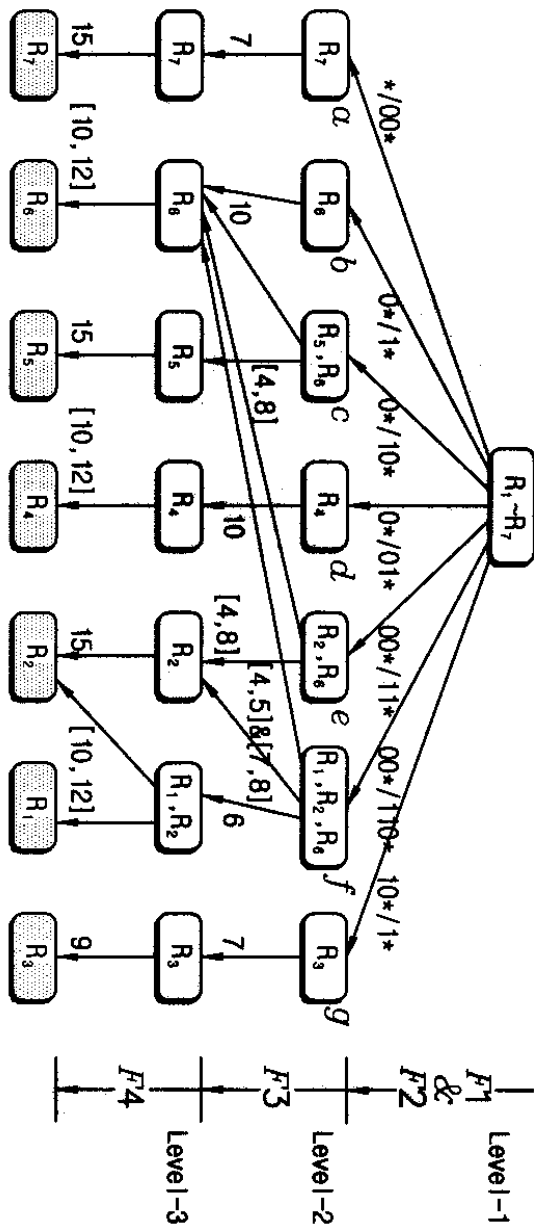 Level-1
R₁~R₇
F1
&
F2
*/00*
0*/1*
0*/10*
0*/01*
00*/11*
00*/110*
10*/1*
Level-2
a
b
c
d
e
f
g
R₇
R₆
R₅,R₆
R₄
R₂,R₆
R₁,R₂,
R₆
R₃
F3
7
10
[4,8]
10
[4,8]
[4,5]&[7,8]
6
7
Level-3
R₇
R₆
R₅
R₄
R₂
R₁,R₂
R₃
F4
15
[10,12]
15
[10,12]
15
[10,12]
9
R₇
R₆
R₅
R₄
R₂
R₁
R₃